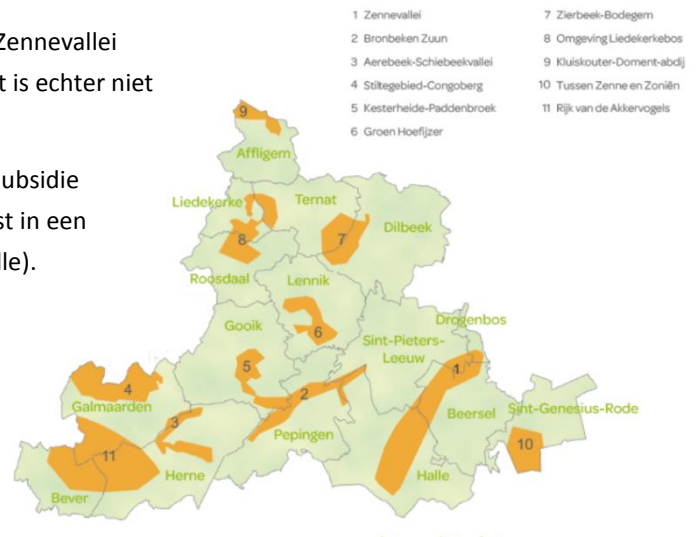 Zennevallei
t is echter niet
ubsidie
st in een
lle).
1 Zennevallei
2 Bronbeken Zuun
3 Aerebeek-Schiebeekvallei
4 Stiltegebied-Congoberg
5 Kesterheide-Paddenbroek
6 Groen Hoefijzer
7 Zierbeek-Bodegem
8 Omgeving Liedekerkebos
9 Kluiskouter-Doment-abdij
10 Tussen Zenne en Zoniën
11 Rijk van de Akkervogels
9
Affligem
Liedekerke
Ternat
Dilbeek
8
7
Roosdaal
Lennik
Gooik
6
Drogenbos
Sint-Pieters-
Leeuw
5
1
4
2
Galmaarden
Beersel
Sint-Genesius-Rode
3
Pepingen
10
11
Herne
Halle
Bever